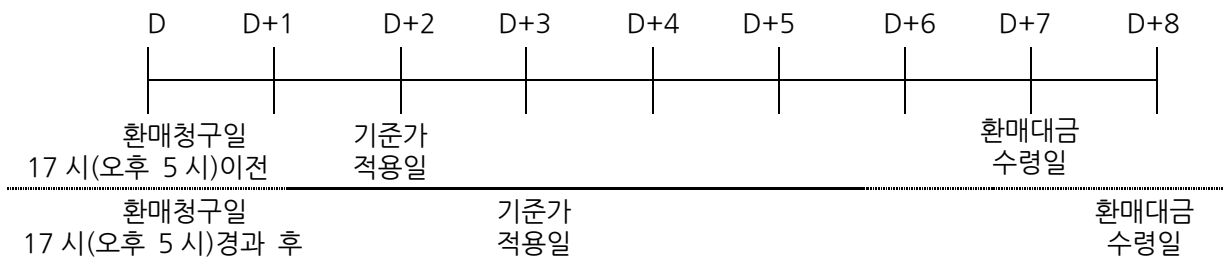 D D+1 D+2 D+3 D+4 D+5 D+6 D+7 D+8
환매청구일 기준가 환매대금
17 시(오후 5 시)이전 적용일 수령일
환매청구일 기준가 환매대금
17 시(오후 5 시)경과 후 적용일 수령일